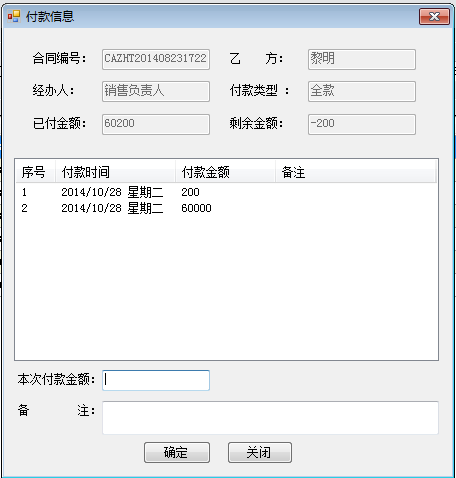 付款信息
合同编号： CAZHT201408231722 乙 方： 黎明
经办人： 销售负责人 付款类型 ： 全款
已付金额： 60200 剩余金额： -200
序号 付款时间 付款金额 备注
1 2014/10/28 星期二 200
2 2014/10/28 星期二 60000
本次付款金额：
备 注：
确定 关闭